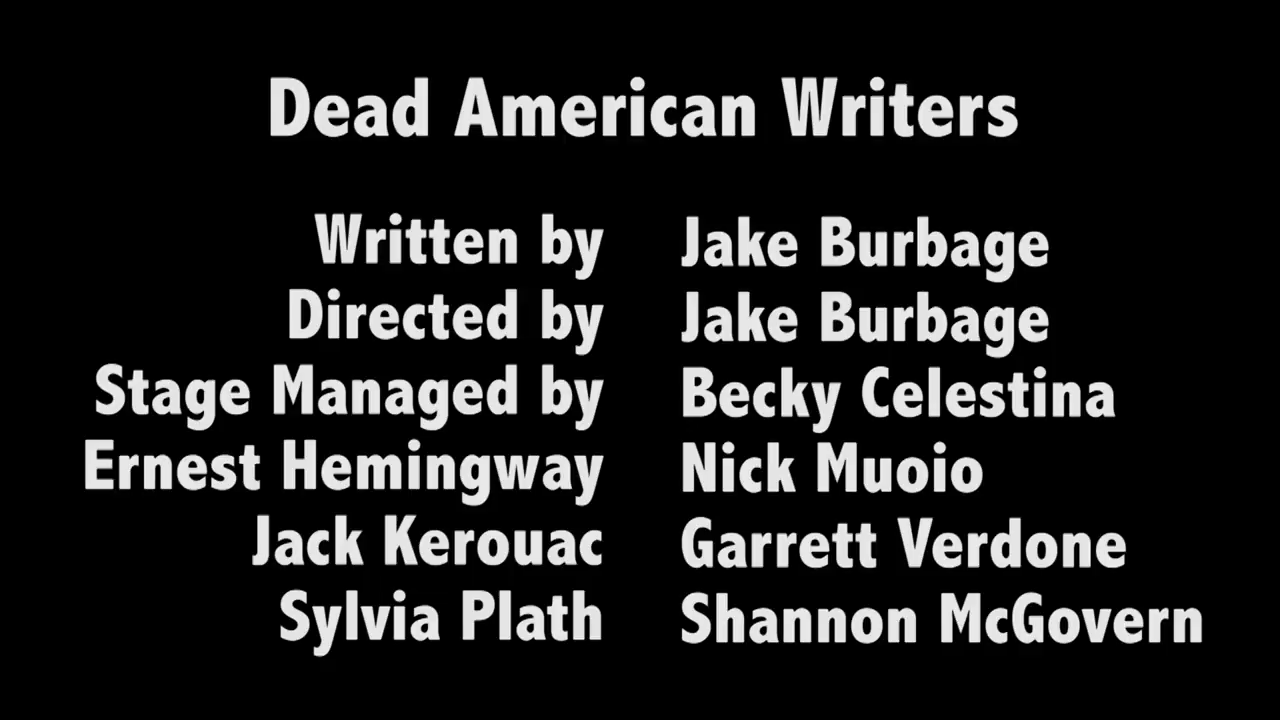 Dead American Writers
Written by Jake Burbage
Directed by Jake Burbage
Stage Managed by Becky Celestina
Ernest Hemingway Nick Muoio
Jack Kerouac Garrett Verdone
Sylvia Plath Shannon McGovern